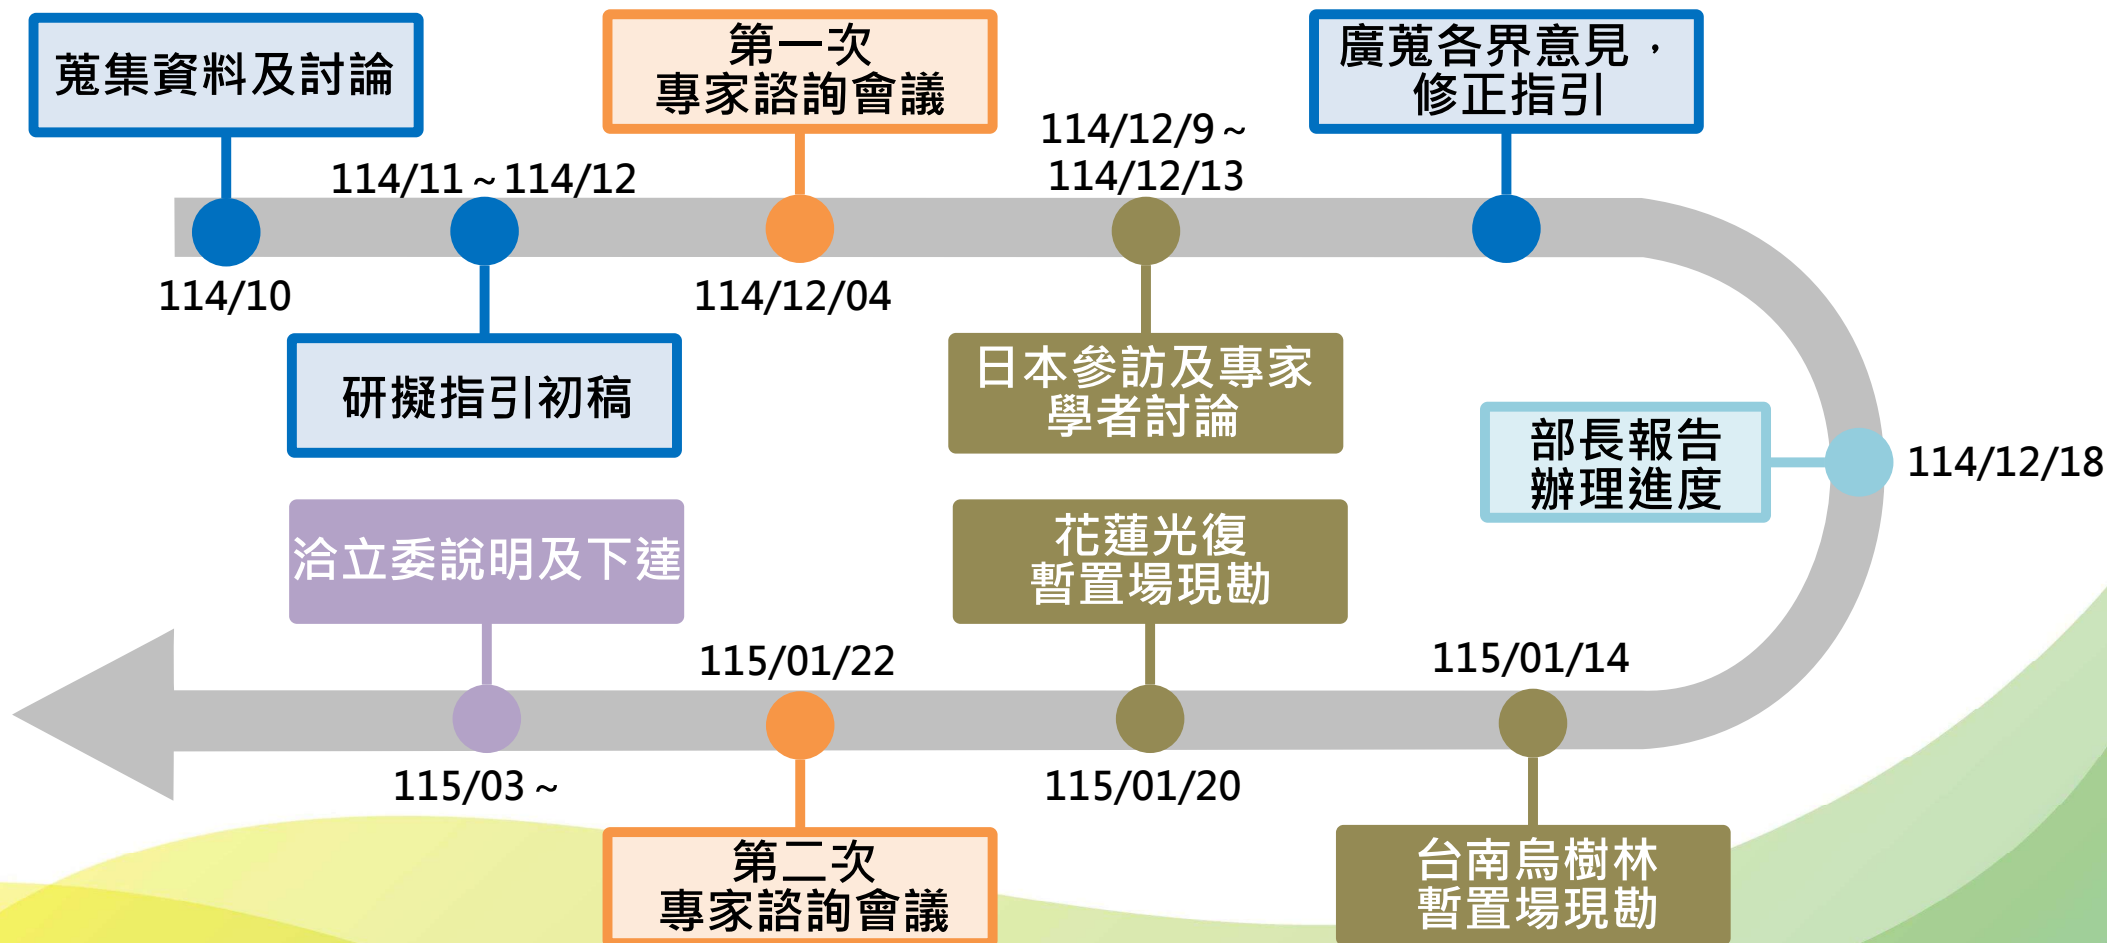 蒐集資料及討論
114/10
114/11～114/12
研擬指引初稿
第一次
專家諮詢會議
114/12/04
114/12/9～
114/12/13
日本參訪及專家
學者討論
廣蒐各界意見，
修正指引
部長報告
辦理進度
114/12/18
115/01/14
台南烏樹林
暫置場現勘
花蓮光復
暫置場現勘
115/01/20
115/01/22
第二次
專家諮詢會議
洽立委說明及下達
115/03～